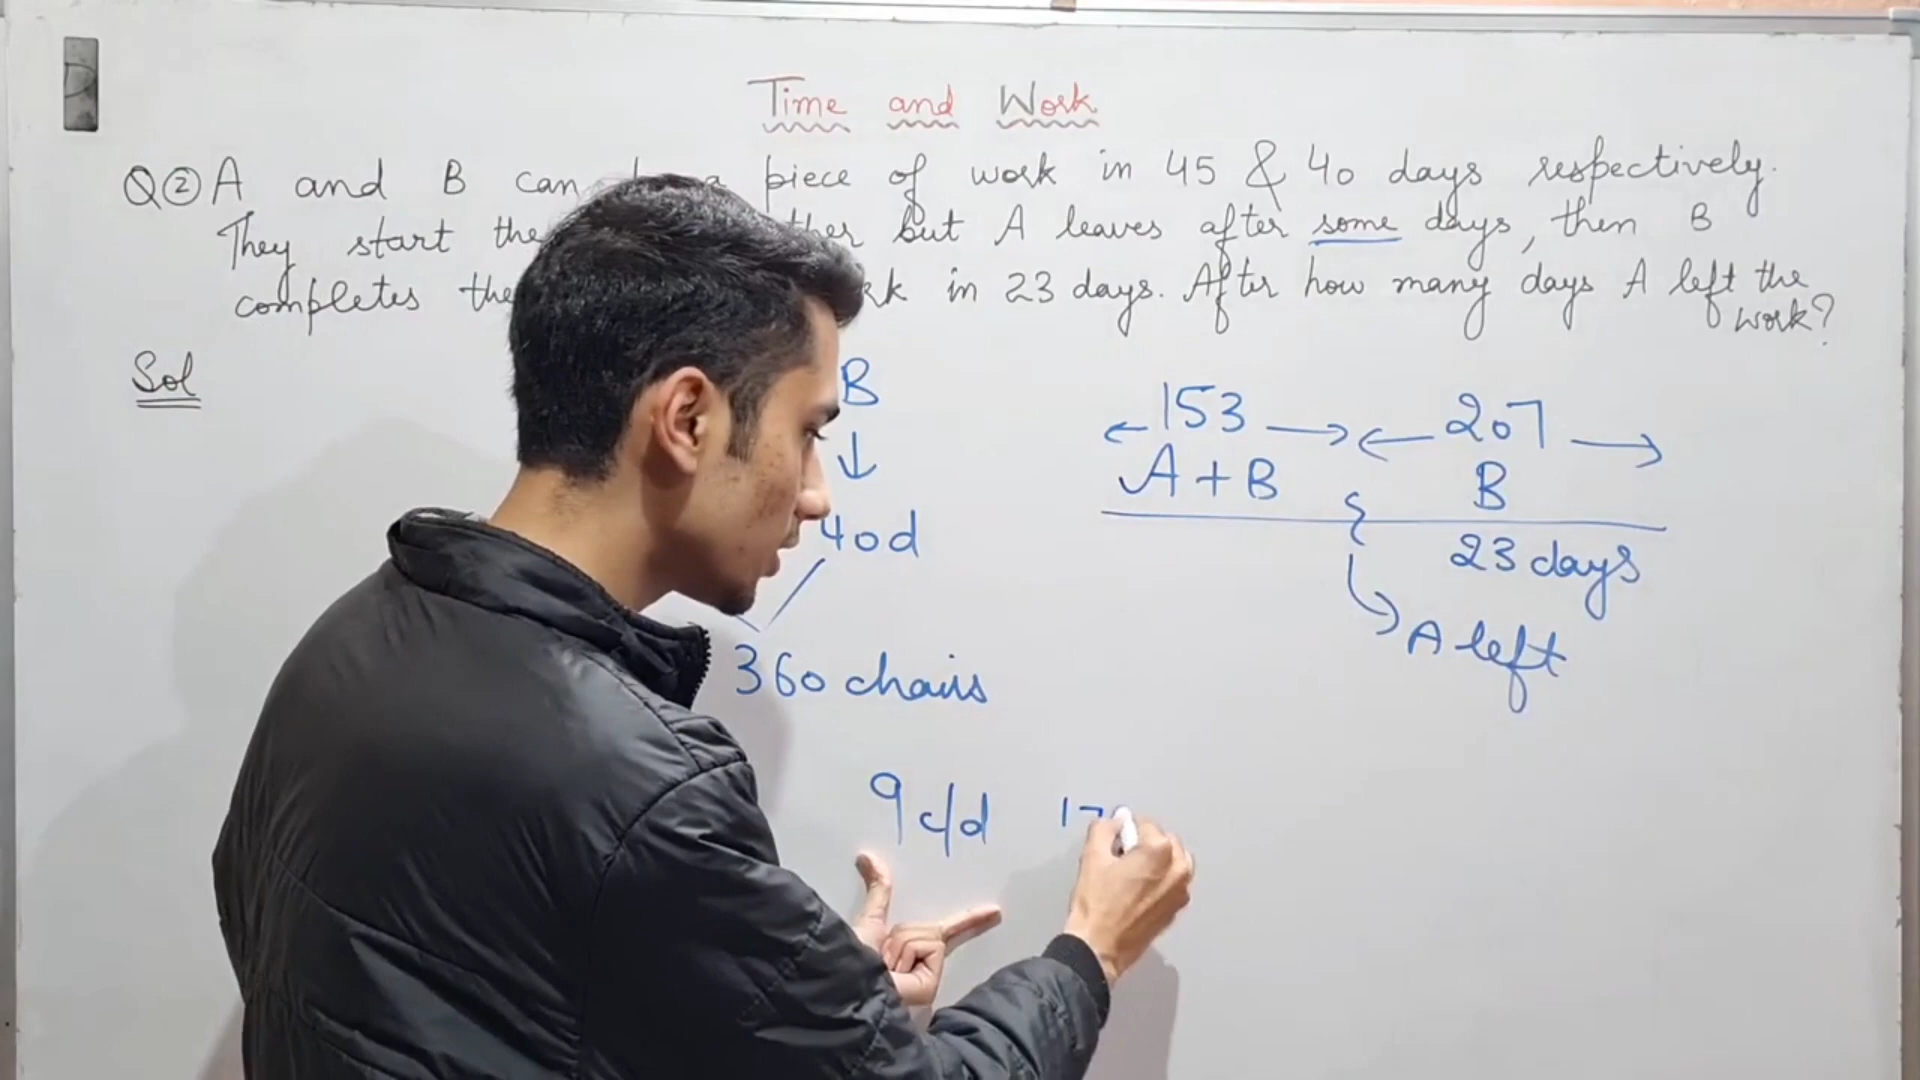 Time and Work
Q② A and B can a piece of work in 45 & 40 days respectively.
They start the but A leaves after some days, then B
completes the in 23 days. After how many days A left the
work?
Sol
B
↓
40d
360 chairs
9 c/d 17
← 153 → ← 207 →
A + B B
23 days
A left